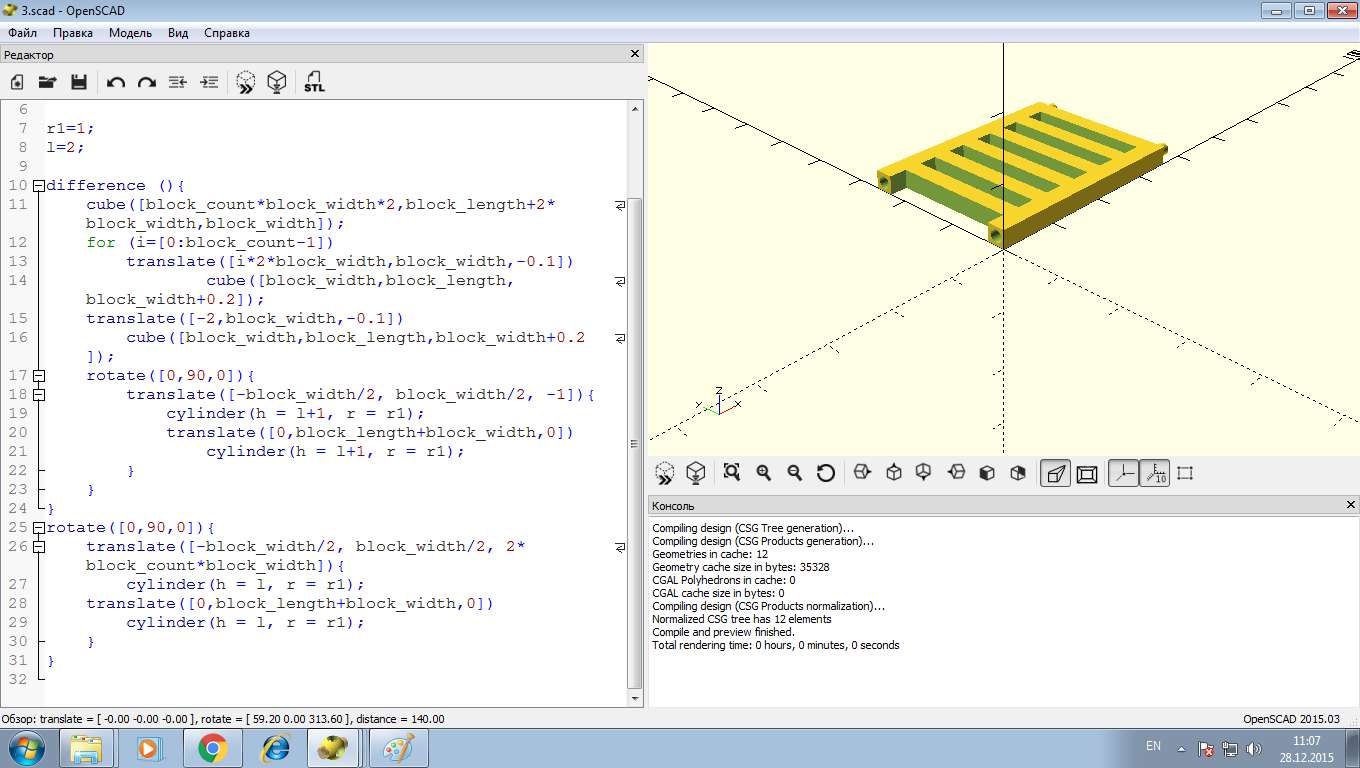 3.scad - OpenSCAD
Файл Правка Модель Вид Справка
Редактор
STL
6
7 r1=1;
8 l=2;
9
10 difference (){
11 cube([block_count*block_width*2,block_length+2*
block_width,block_width]);
12 for (i=[0:block_count-1])
13 translate([i*2*block_width,block_width,-0.1])
14 cube([block_width,block_length,
block_width+0.2]);
15 translate([-2,block_width,-0.1])
16 cube([block_width,block_length,block_width+0.2
]);
17 rotate([0,90,0]){
18 translate([-block_width/2, block_width/2, -1]){
19 cylinder(h = l+1, r = r1);
20 translate([0,block_length+block_width,0])
21 cylinder(h = l+1, r = r1);
22 }
23 }
24 }
25 rotate([0,90,0]){
26 translate([-block_width/2, block_width/2, 2*
block_count*block_width]){
27 cylinder(h = l, r = r1);
28 translate([0,block_length+block_width,0])
29 cylinder(h = l, r = r1);
30 }
31 }
32
Z
Y X
10
Консоль
Compiling design (CSG Tree generation)...
Compiling design (CSG Products generation)...
Geometries in cache: 12
Geometry cache size in bytes: 35328
CGAL Polyhedrons in cache: 0
CGAL cache size in bytes: 0
Compiling design (CSG Products normalization)...
Normalized CSG tree has 12 elements
Compile and preview finished.
Total rendering time: 0 hours, 0 minutes, 0 seconds
Обзор: translate = [ -0.00 -0.00 -0.00 ], rotate = [ 59.20 0.00 313.60 ], distance = 140.00
OpenSCAD 2015.03
EN
11:07
28.12.2015